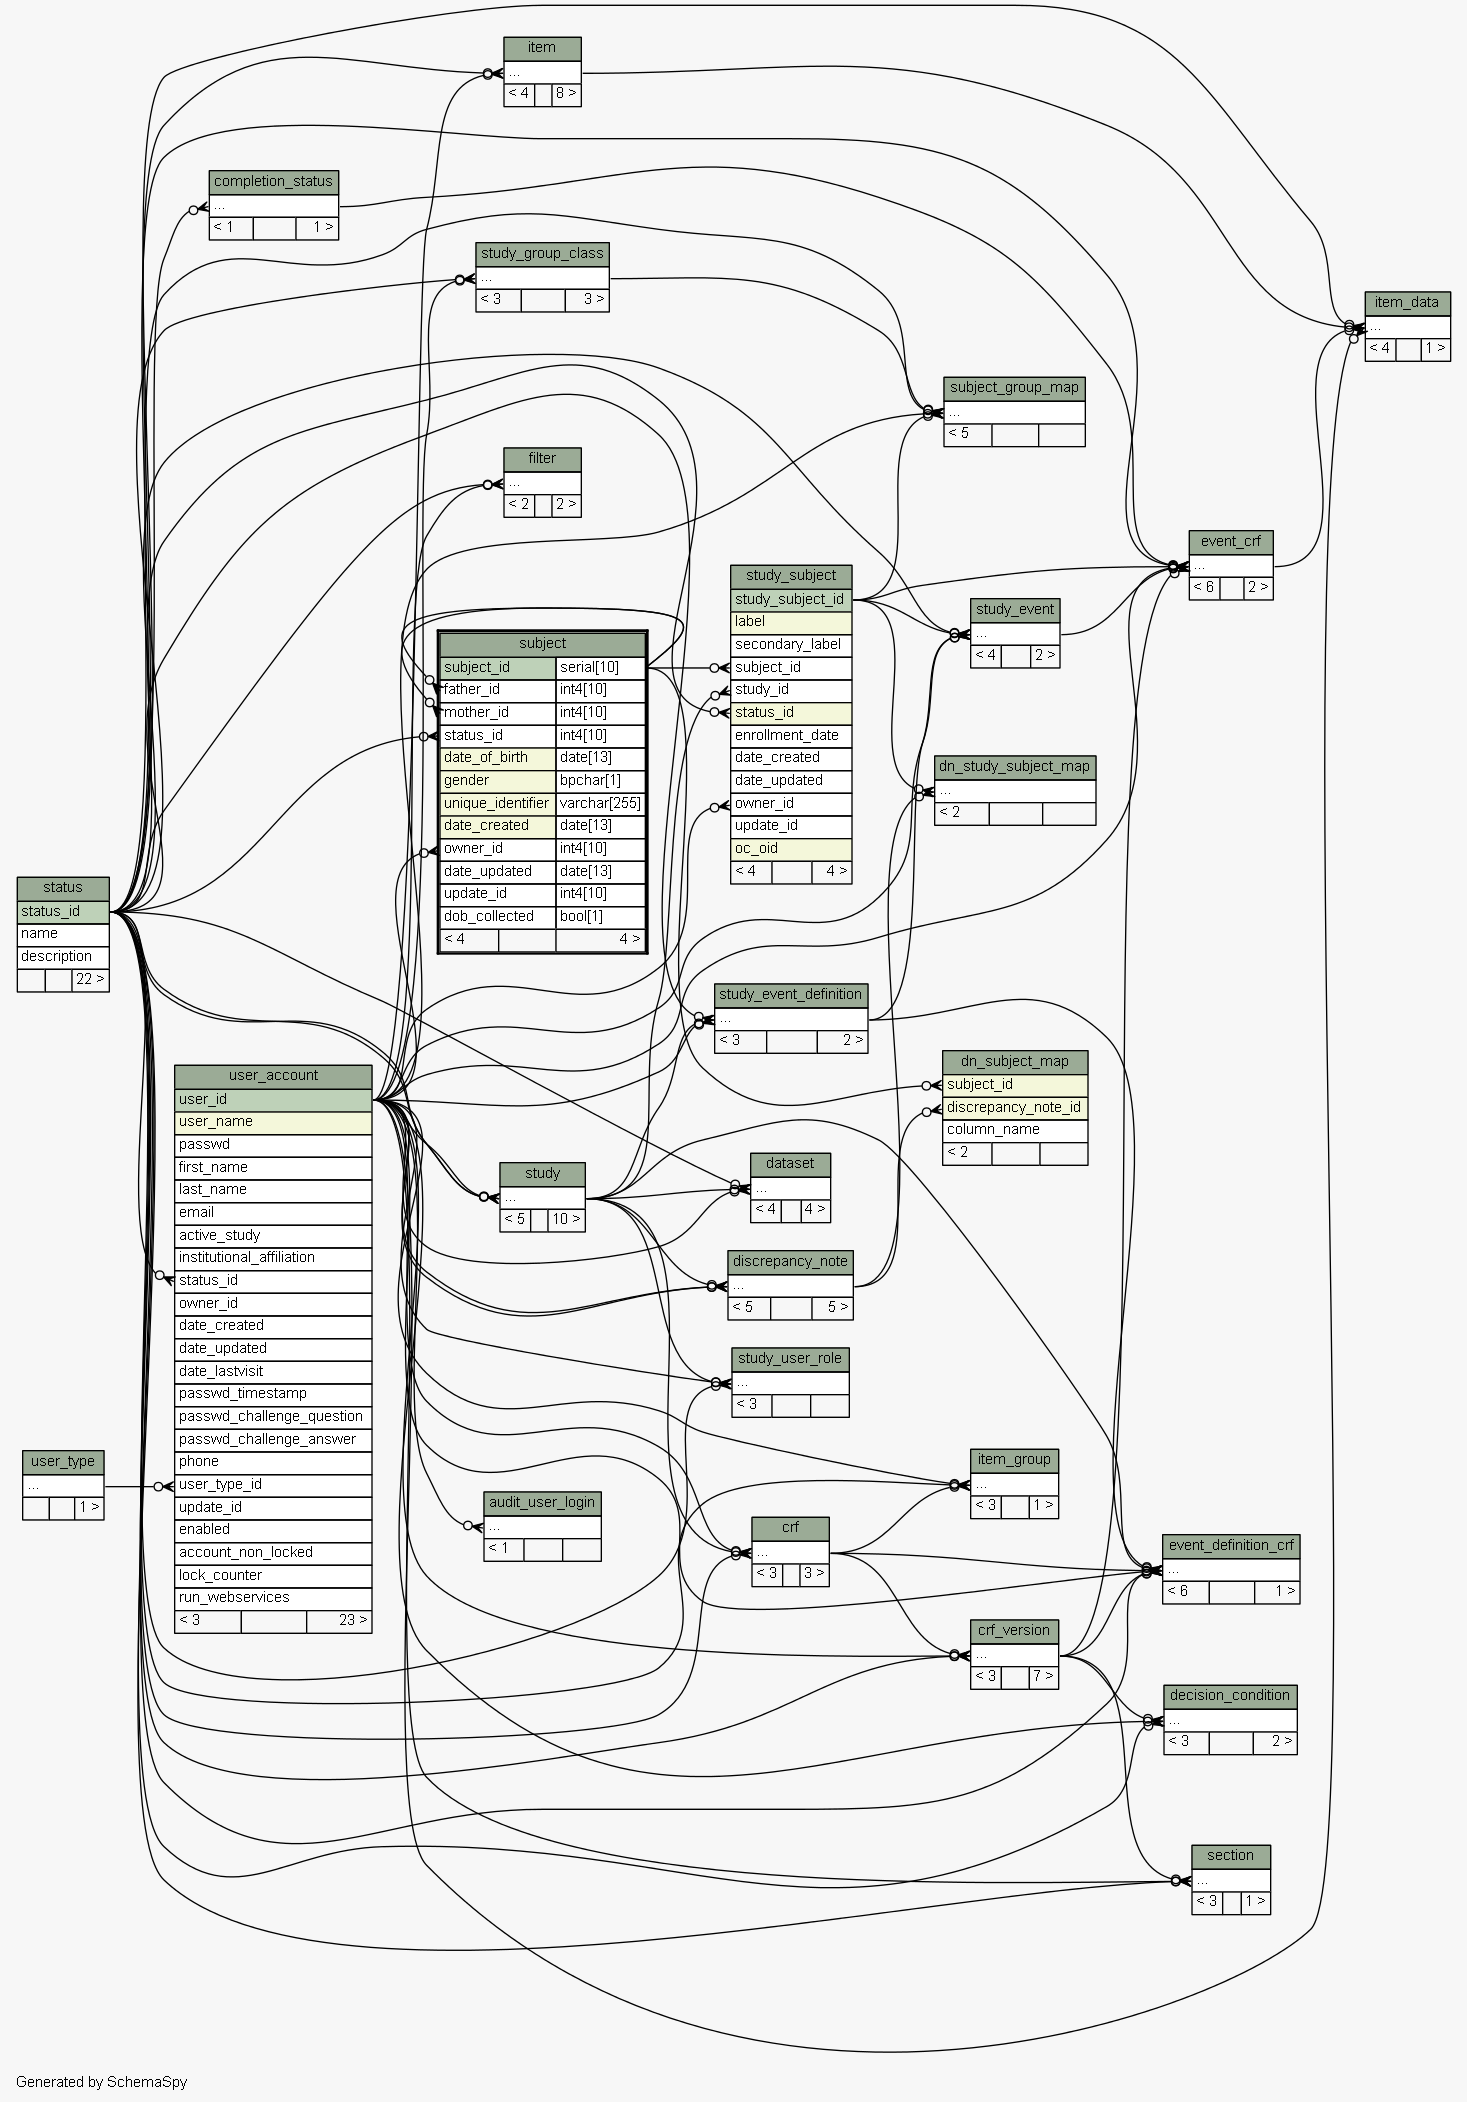 item
...
< 4 8 >
completion_status
...
< 1 1 >
study_group_class
...
< 3 3 >
item_data
...
< 4 1 >
subject_group_map
...
< 5
filter
...
< 2 2 >
event_crf
...
< 6 2 >
study_subject
study_subject_id
label
secondary_label
subject_id
study_id
status_id
enrollment_date
date_created
date_updated
owner_id
update_id
oc_oid
< 4 4 >
study_event
...
< 4 2 >
subject
subject_id serial[10]
father_id int4[10]
mother_id int4[10]
status_id int4[10]
date_of_birth date[13]
gender bpchar[1]
unique_identifier varchar[255]
date_created date[13]
owner_id int4[10]
date_updated date[13]
update_id int4[10]
dob_collected bool[1]
< 4 4 >
dn_study_subject_map
...
< 2
status
status_id
name
description
22 >
study_event_definition
...
< 3 2 >
dn_subject_map
subject_id
discrepancy_note_id
column_name
< 2
user_account
user_id
user_name
passwd
first_name
last_name
email
active_study
institutional_affiliation
status_id
owner_id
date_created
date_updated
date_lastvisit
passwd_timestamp
passwd_challenge_question
passwd_challenge_answer
phone
user_type_id
update_id
enabled
account_non_locked
lock_counter
run_webservices
< 3 23 >
study
...
< 5 10 >
dataset
...
< 4 4 >
discrepancy_note
...
< 5 5 >
study_user_role
...
< 3
user_type
...
1 >
item_group
...
< 3 1 >
audit_user_login
...
< 1
crf
...
< 3 3 >
event_definition_crf
...
< 6 1 >
crf_version
...
< 3 7 >
decision_condition
...
< 3 2 >
section
...
< 3 1 >
Generated by SchemaSpy